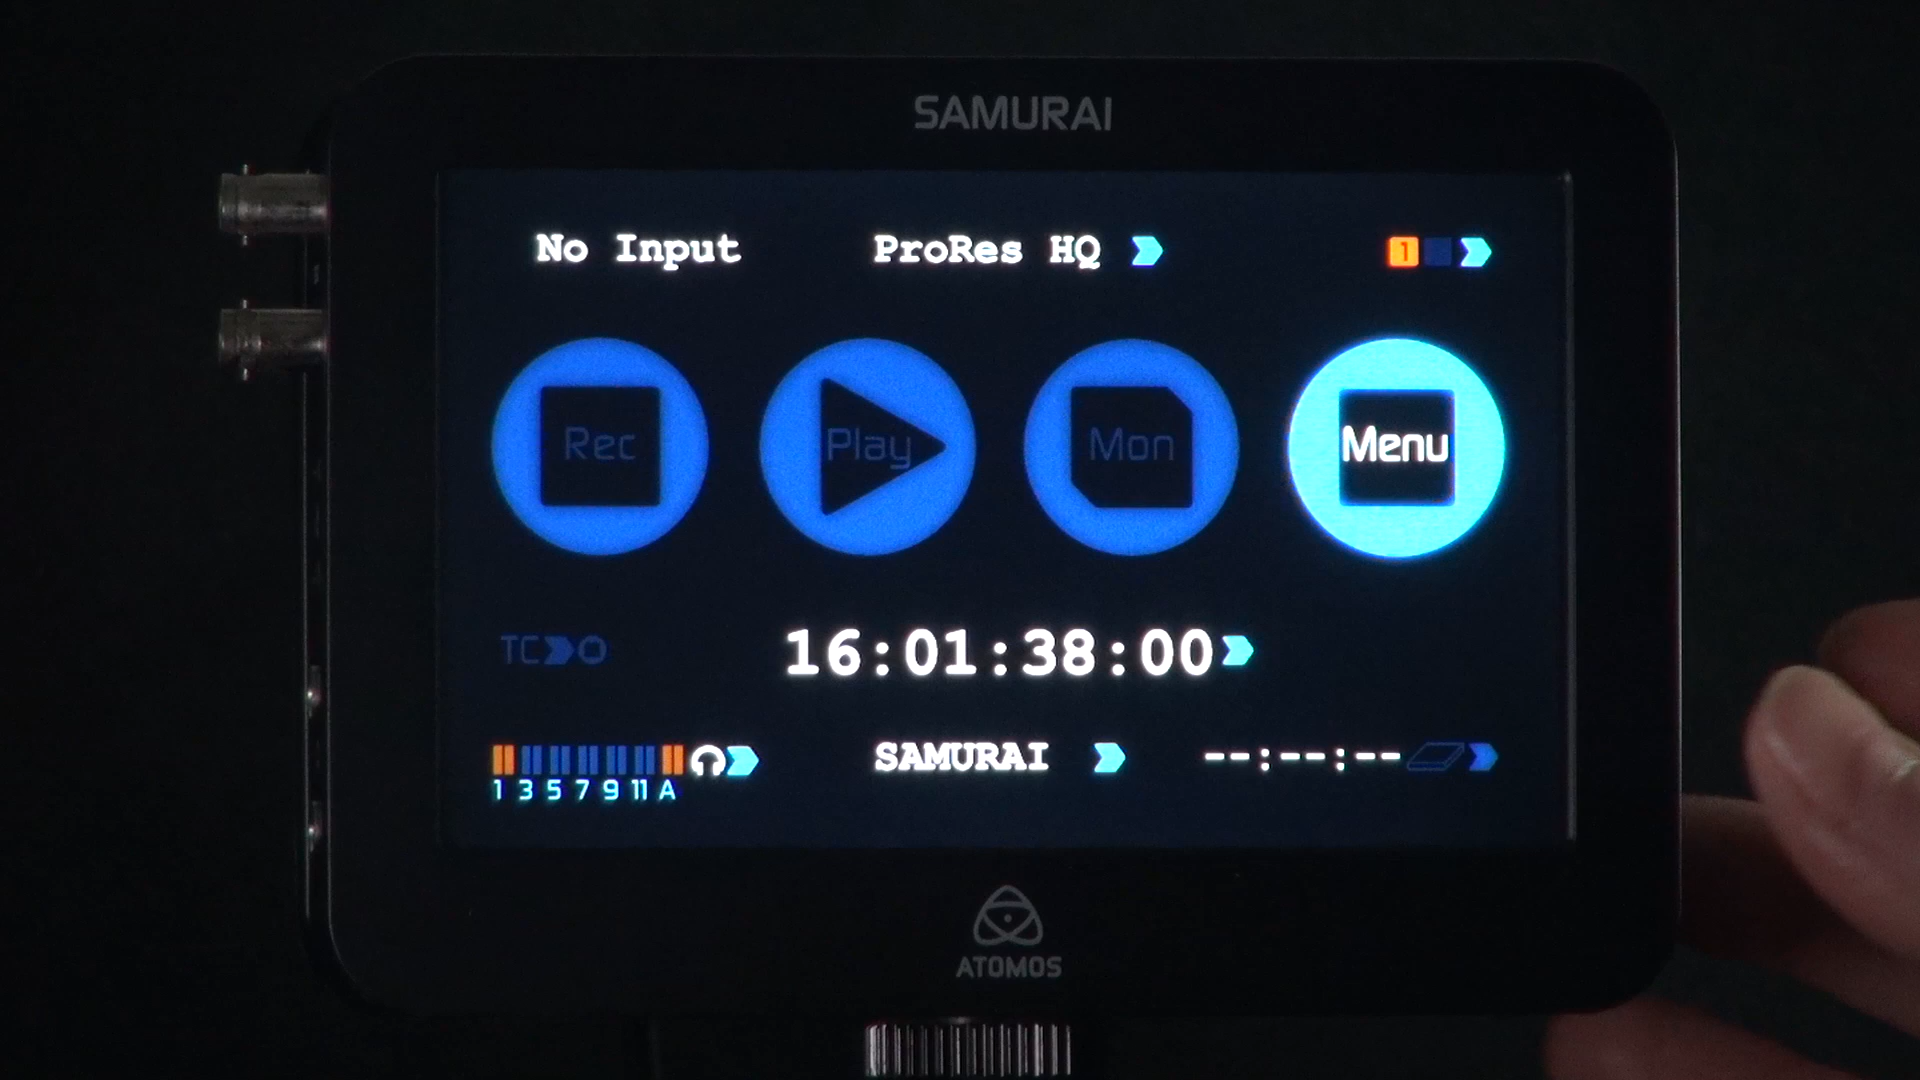 SAMURAI
No Input ProRes HQ 1
Rec Play Mon Menu
TC 16:01:38:00
SAMURAI --:--:--
1 3 5 7 9 11 A
ATOMOS